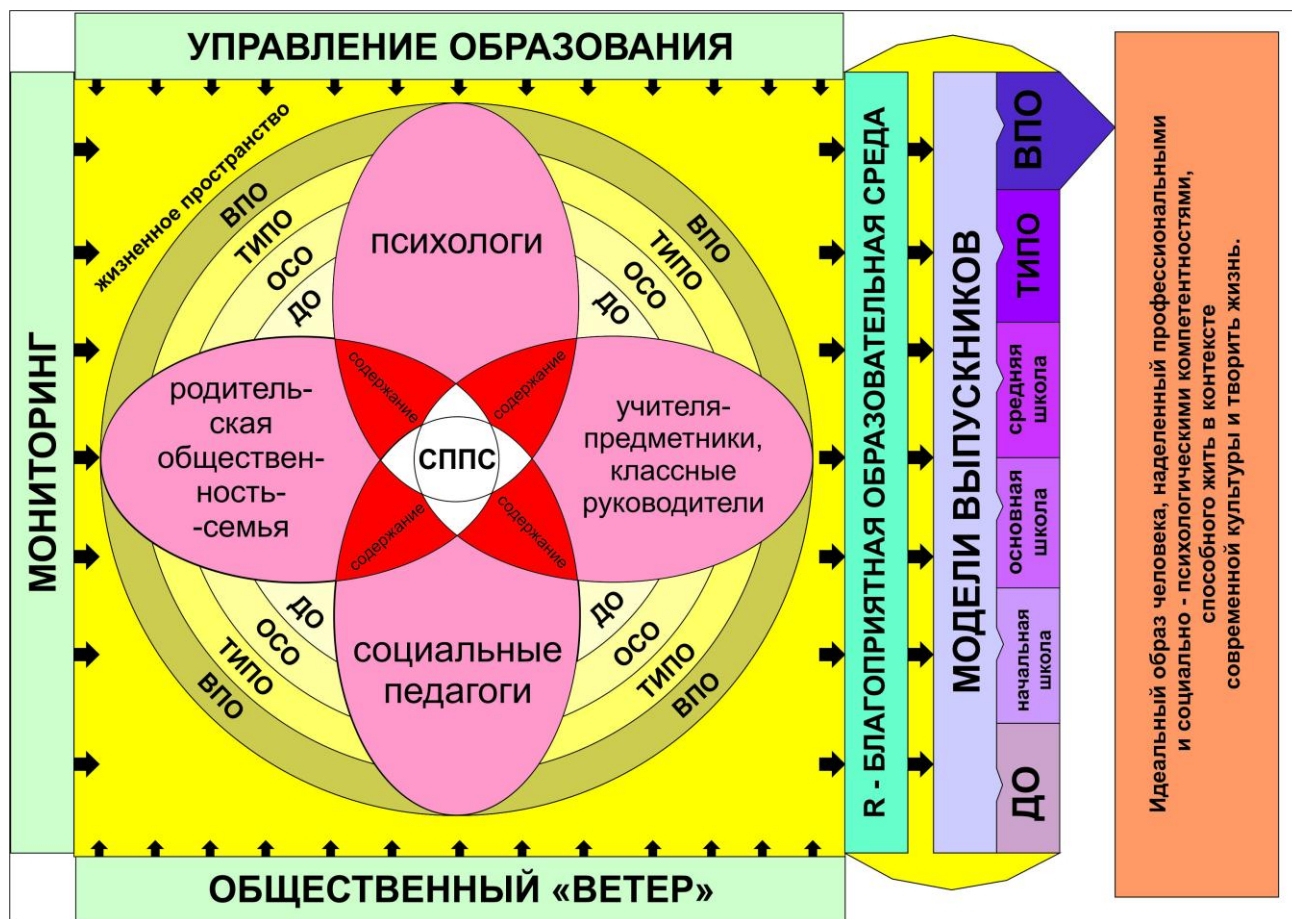 УПРАВЛЕНИЕ ОБРАЗОВАНИЯ
МОНИТОРИНГ
жизненное пространство
ВПО
ТИПО
ОСО
ДО
ВПО
ТИПО
ОСО
ДО
психологи
родитель-
ская
обществен-
ность-
-семья
содержание
содержание
СППС
содержание
содержание
учителя-
предметники,
классные
руководители
социальные
педагоги
ДО
ОСО
ТИПО
ВПО
ДО
ОСО
ТИПО
ВПО
ОБЩЕСТВЕННЫЙ «ВЕТЕР»
R - БЛАГОПРИЯТНАЯ ОБРАЗОВАТЕЛЬНАЯ СРЕДА
МОДЕЛИ ВЫПУСКНИКОВ
ВПО
ТИПО
средняя
школа
основная
школа
начальная
школа
ДО
Идеальный образ человека, наделенный профессиональными
и социально - психологическими компетентностями,
способного жить в контексте
современной культуры и творить жизнь.